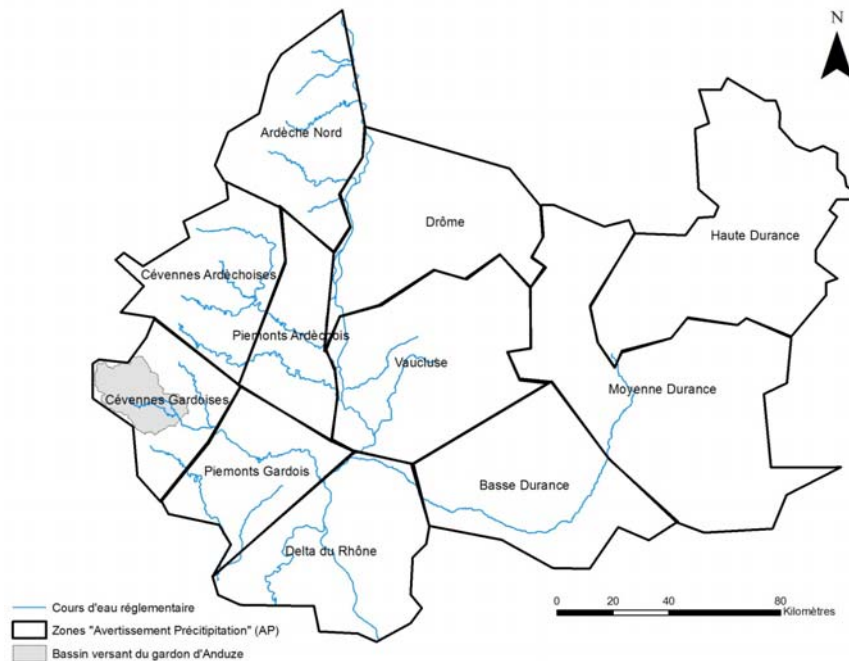 N
Ardèche Nord
Drôme
Haute Durance
Cévennes Ardèchoises
Piemonts Ardèchois
Vaucluse
Moyenne Durance
Cévennes Gardoises
Piemonts Gardois
Basse Durance
Delta du Rhône
Cours d'eau réglementaire
Zones "Avertissement Précitipitation" (AP)
Bassin versant du gardon d'Anduze
0 20 40 80
Kilomètres